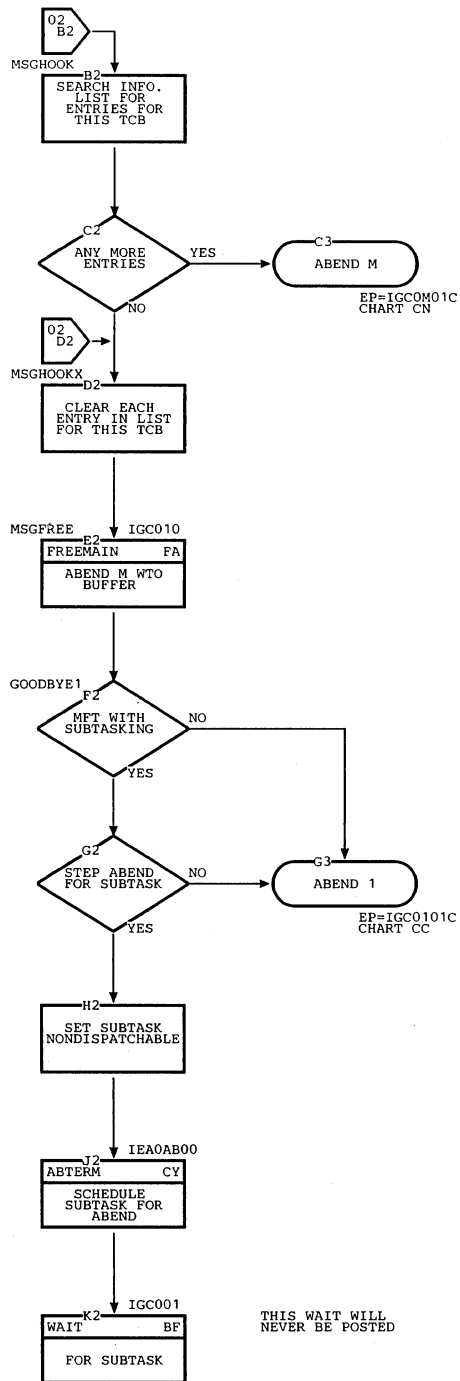 02
B2
MSGHOOK
B2
SEARCH INFO.
LIST FOR
ENTRIES FOR
THIS TCB
C2
ANY MORE
ENTRIES
YES
C3
ABEND M
EP=IGC0M01C
CHART CN
NO
02
D2
MSGHOOKX
D2
CLEAR EACH
ENTRY IN LIST
FOR THIS TCB
MSGFREE IGC010
E2
FREEMAIN FA
ABEND M WTO
BUFFER
GOODBYE1
F2
MFT WITH
SUBTASKING
NO
YES
G2
STEP ABEND
FOR SUBTASK
NO
G3
ABEND 1
EP=IGC0101C
CHART CC
YES
H2
SET SUBTASK
NONDISPATCHABLE
IEA0AB00
J2
ABTERM CY
SCHEDULE
SUBTASK FOR
ABEND
IGC001
K2
WAIT BF
FOR SUBTASK
THIS WAIT WILL
NEVER BE POSTED